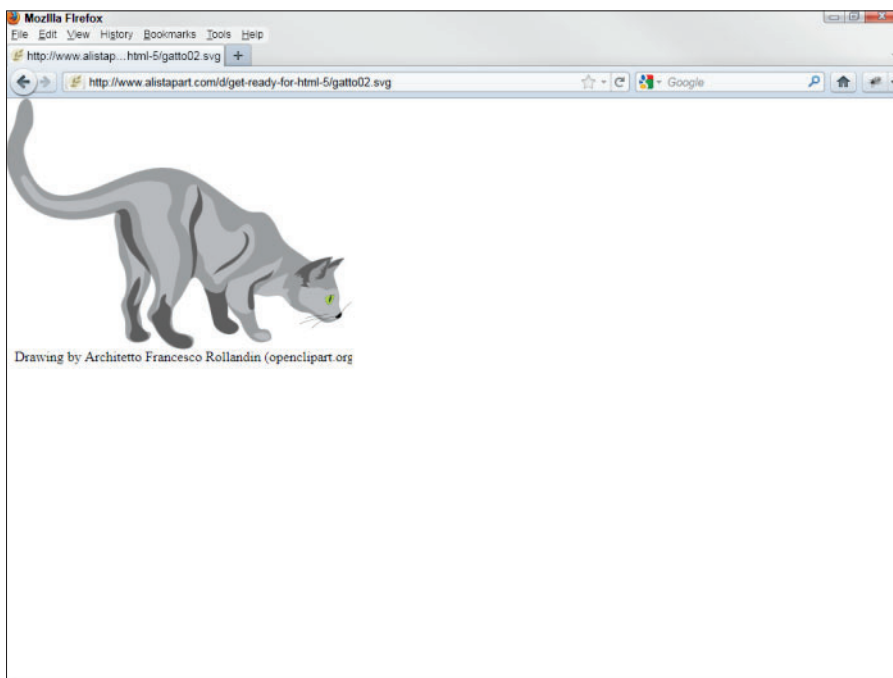 Mozilla Firefox
File Edit View History Bookmarks Tools Help
http://www.alistap...html-5/gatto02.svg +
http://www.alistapart.com/d/get-ready-for-html-5/gatto02.svg Google
Drawing by Architetto Francesco Rollandin (openclipart.org